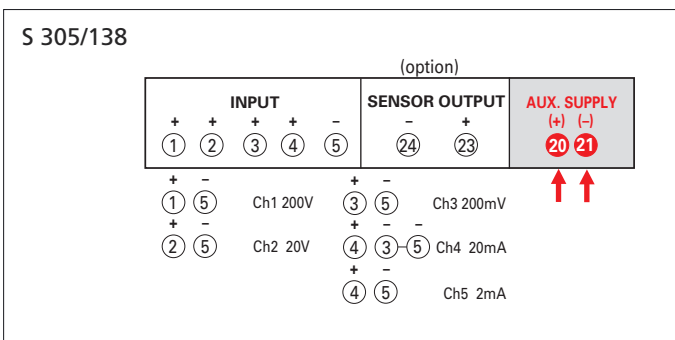 S 305/138
(option)
INPUT SENSOR OUTPUT AUX. SUPPLY
+ + + + – – + (+) (–)
1 2 3 4 5 24 23 20 21
+ – + –
1 5 Ch1 200V 3 5 Ch3 200mV
+ – + – –
2 5 Ch2 20V 4 3–5 Ch4 20mA
+ –
4 5 Ch5 2mA